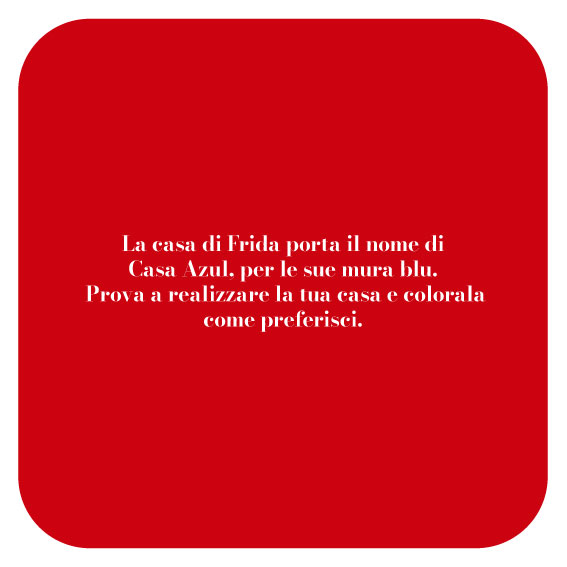 La casa di Frida porta il nome di
Casa Azul, per le sue mura blu.
Prova a realizzare la tua casa e colorala
come preferisci.